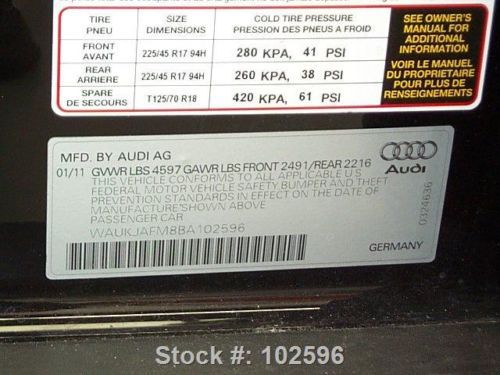 TIRE SIZE COLD TIRE PRESSURE
PNEU DIMENSIONS PRESSION DES PNEUS A FROID
FRONT AVANT 225/45 R17 94H 280 KPA, 41 PSI
REAR ARRIERE 225/45 R17 94H 260 KPA, 38 PSI
SPARE DE SECOURS T125/70 R18 420 KPA, 61 PSI
SEE OWNER'S
MANUAL FOR
ADDITIONAL
INFORMATION
VOIR LE MANUEL
DU PROPRIETAIRE
POUR PLUS DE
RENSEIGNEMENTS
MFD. BY AUDI AG
01/11 GVWR LBS 4597 GAWR LBS FRONT 2491/REAR 2216
THIS VEHICLE CONFORMS TO ALL APPLICABLE US
FEDERAL MOTOR VEHICLE SAFETY BUMPER AND THEFT
PREVENTION STANDARDS IN EFFECT ON THE DATE OF
MANUFACTURE SHOWN ABOVE
PASSENGER CAR
WAUKJAFM8BA102596
Audi
0324636
GERMANY
Stock #: 102596